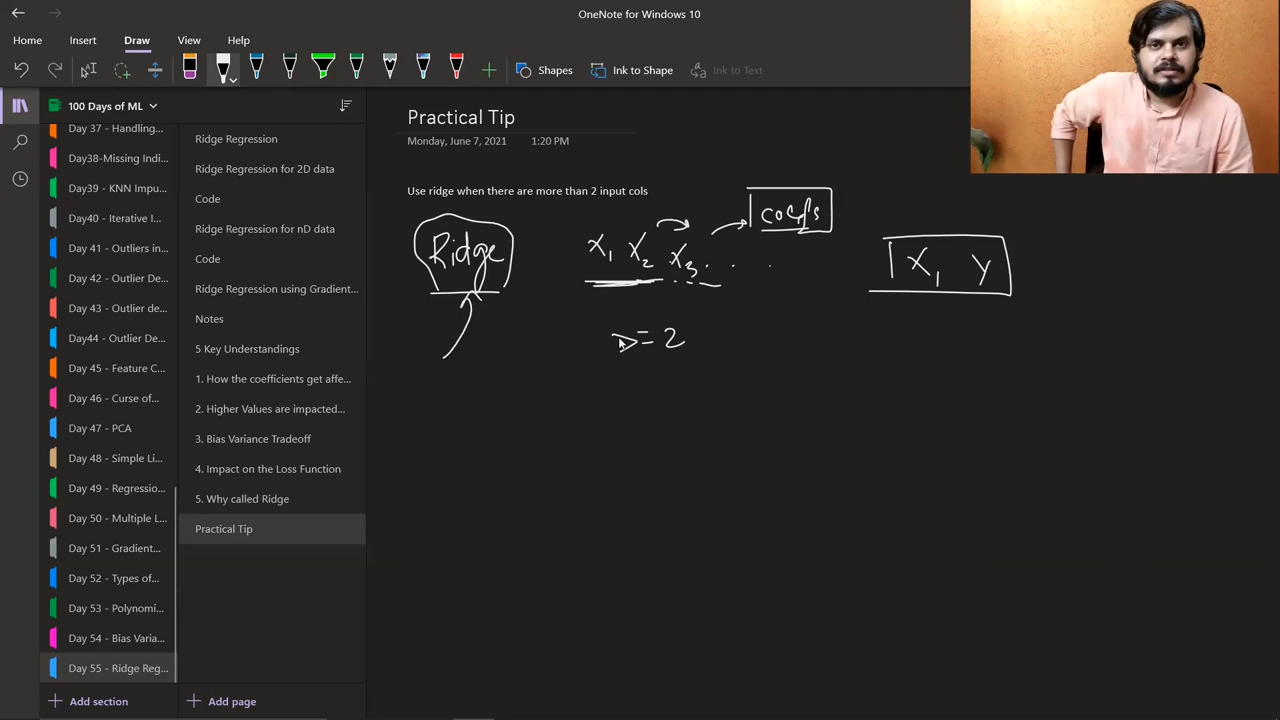 OneNote for Windows 10
Home Insert Draw View Help
Shapes Ink to Shape Ink to Text
100 Days of ML
Day 37 - Handling...
Day38-Missing Indi...
Day39 - KNN Impu...
Day40 - Iterative I...
Day 41 - Outliers in...
Day 42 - Outlier De...
Day 43 - Outlier de...
Day44 - Outlier De...
Day 45 - Feature C...
Day 46 - Curse of...
Day 47 - PCA
Day 48 - Simple Li...
Day 49 - Regressio...
Day 50 - Multiple L...
Day 51 - Gradient...
Day 52 - Types of...
Day 53 - Polynomi...
Day 54 - Bias Varia...
Day 55 - Ridge Reg...
Add section
Ridge Regression
Ridge Regression for 2D data
Code
Ridge Regression for nD data
Code
Ridge Regression using Gradient...
Notes
5 Key Understandings
1. How the coefficients get affe...
2. Higher Values are impacted...
3. Bias Variance Tradeoff
4. Impact on the Loss Function
5. Why called Ridge
Practical Tip
Add page
Practical Tip
Monday, June 7, 2021 1:20 PM
Use ridge when there are more than 2 input cols
coeffs
Ridge X1 X2 X3 . . . X1 y
>= 2